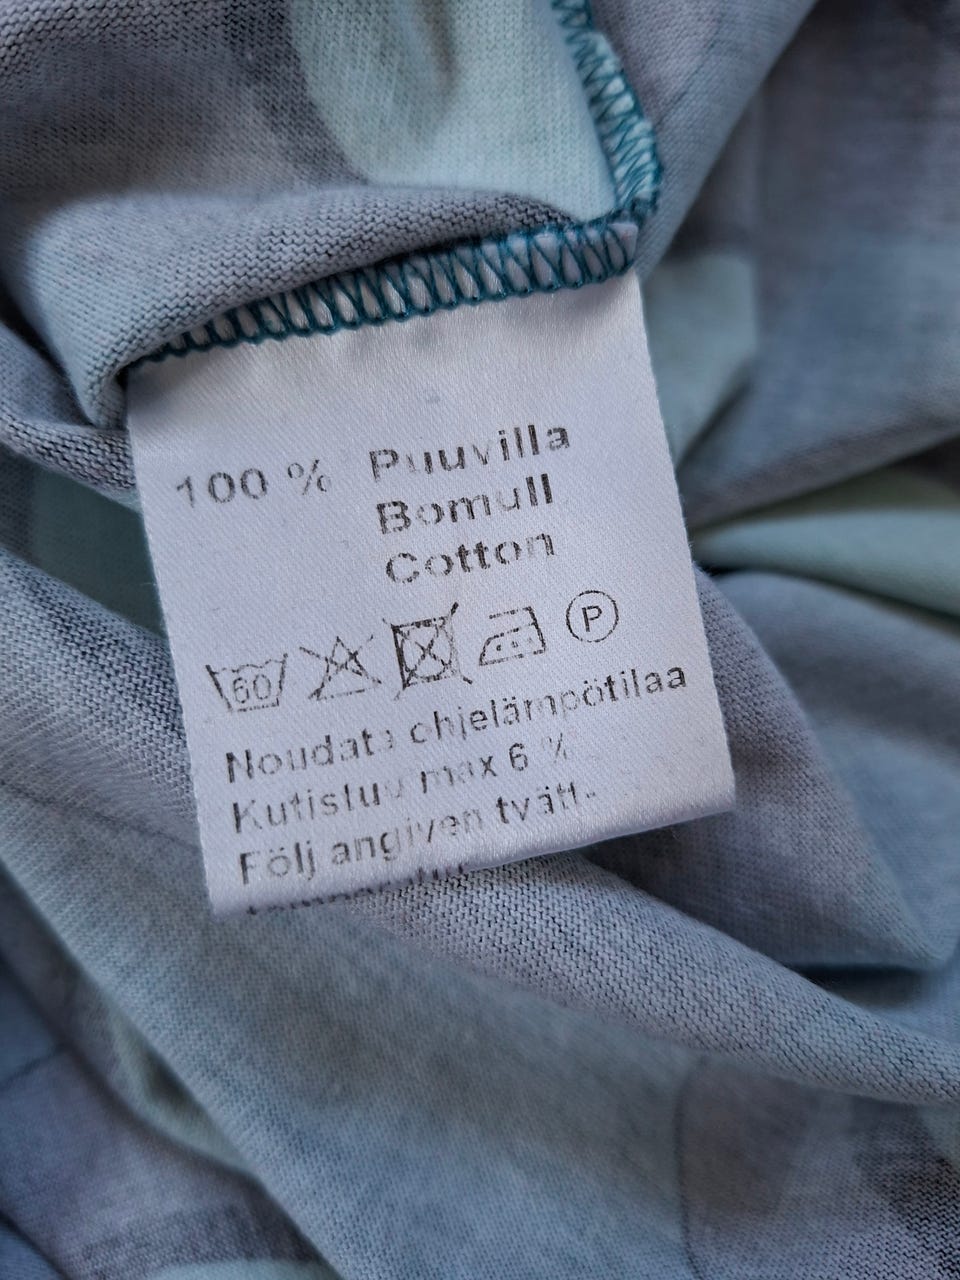 100 % Puuvilla
Bomull
Cotton
60 P
Noudata ohjelämpötilaa
Kutistuu max 6 %
Följ angiven tvätt-